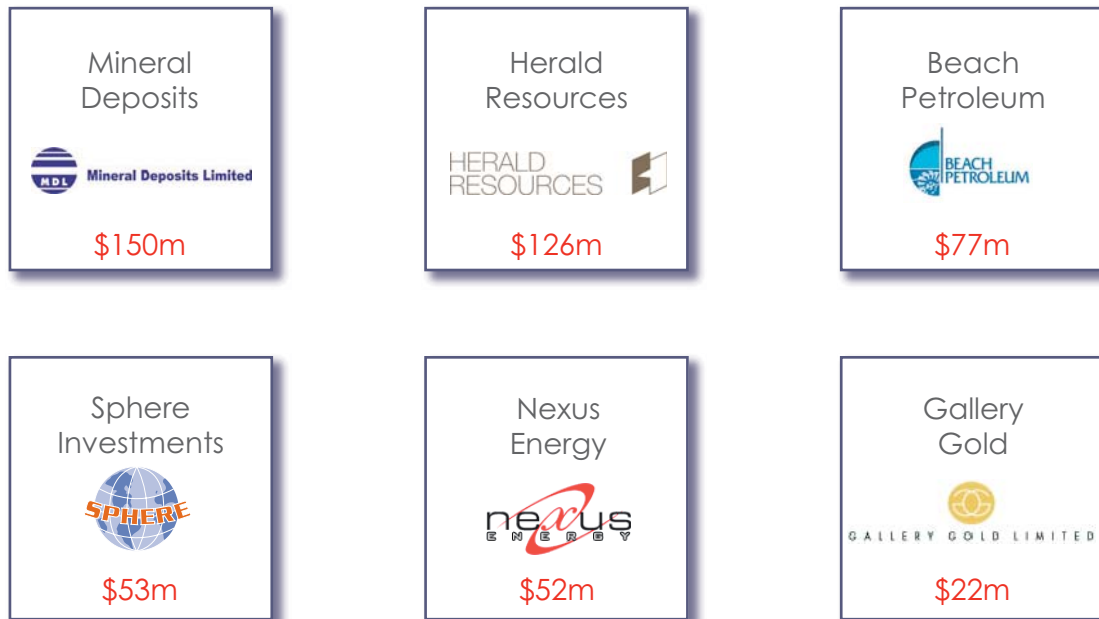 Mineral
Deposits
MDL
Mineral Deposits Limited
$150m
Herald
Resources
HERALD
RESOURCES
$126m
Beach
Petroleum
BEACH
PETROLEUM
$77m
Sphere
Investments
SPHERE
$53m
Nexus
Energy
nexus
ENERGY
$52m
Gallery
Gold
GALLERY GOLD LIMITED
$22m